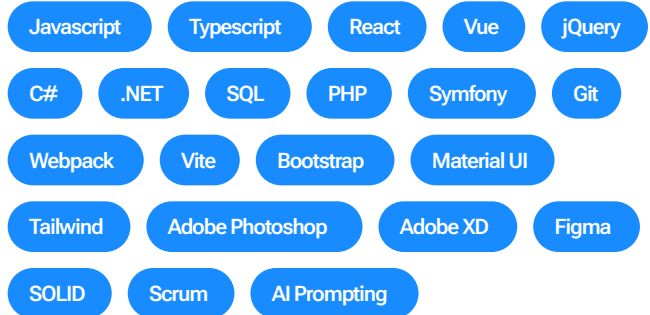 Javascript Typescript React Vue jQuery
C# .NET SQL PHP Symfony Git
Webpack Vite Bootstrap Material UI
Tailwind Adobe Photoshop Adobe XD Figma
SOLID Scrum AI Prompting